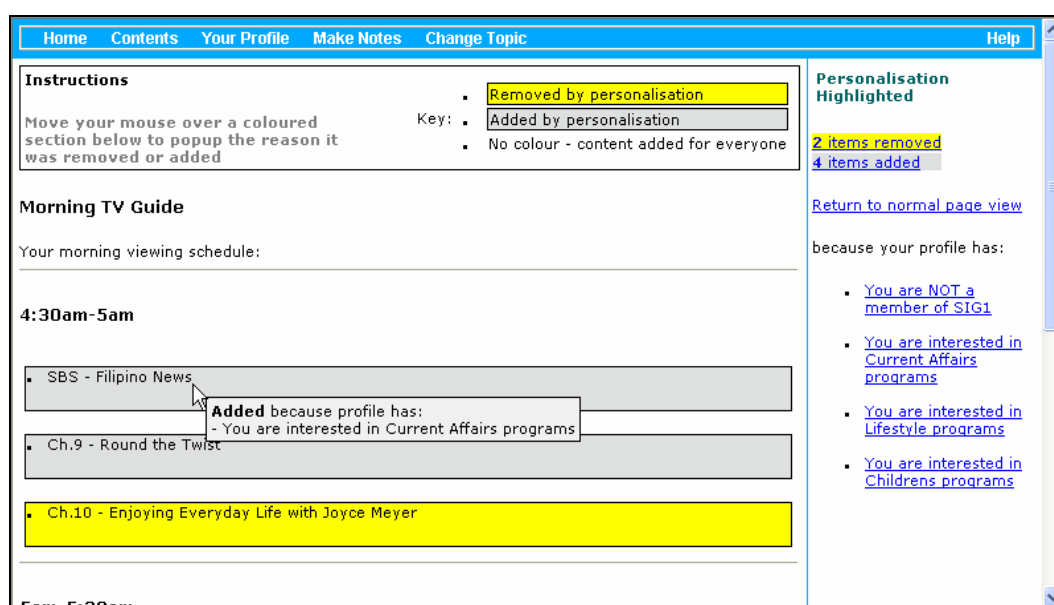 Home Contents Your Profile Make Notes Change Topic Help
Instructions
Move your mouse over a coloured
section below to popup the reason it
was removed or added
Key:
Removed by personalisation
Added by personalisation
No colour - content added for everyone
Morning TV Guide
Your morning viewing schedule:
4:30am-5am
SBS - Filipino News
Added because profile has:
- You are interested in Current Affairs programs
Ch.9 - Round the Twist
Ch.10 - Enjoying Everyday Life with Joyce Meyer
5am-5:30am
Personalisation
Highlighted
2 items removed
4 items added
Return to normal page view
because your profile has:
You are NOT a
member of SIG1
You are interested in
Current Affairs
programs
You are interested in
Lifestyle programs
You are interested in
Childrens programs